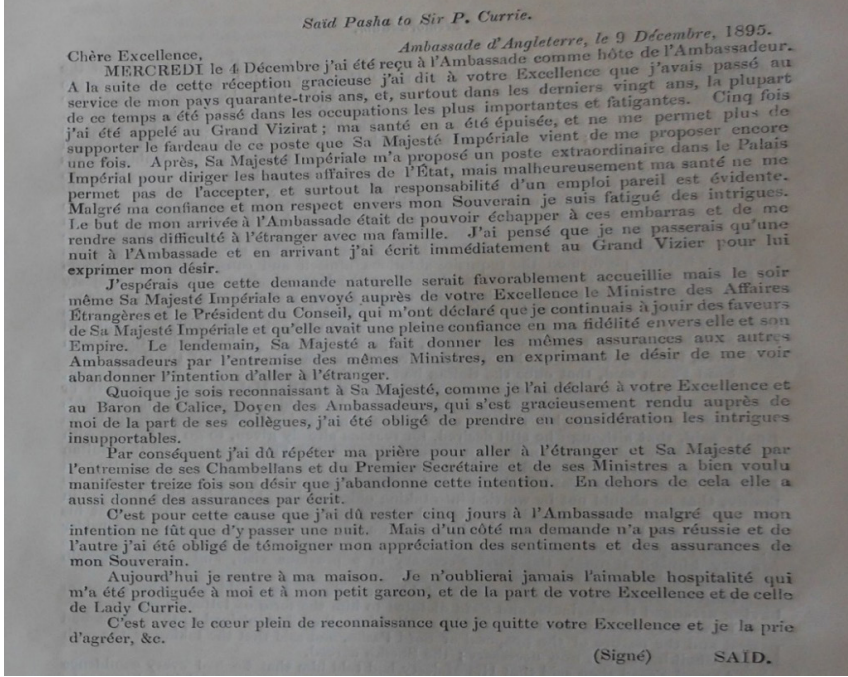 Saïd Pasha to Sir P. Currie.
Ambassade d'Angleterre, le 9 Décembre, 1895.
Chère Excellence,
MERCREDI le 4 Décembre j'ai été reçu à l'Ambassade comme hôte de l'Ambassadeur.
A la suite de cette réception gracieuse j'ai dit à votre Excellence que j'avais passé au
service de mon pays quarante-trois ans, et, surtout dans les derniers vingt ans, la plupart
de ce temps a été passé dans les occupations les plus importantes et fatigantes. Cinq fois
j'ai été appelé au Grand Vizirat; ma santé en a été épuisée, et ne me permet plus de
supporter le fardeau de ce poste que Sa Majesté Impériale vient de me proposer encore
une fois. Après, Sa Majesté Impériale m'a proposé un poste extraordinaire dans le Palais
Impérial pour diriger les hautes affaires de l'État, mais malheureusement ma santé ne me
permet pas de l'accepter, et surtout la responsabilité d'un emploi pareil est évidente.
Malgré ma confiance et mon respect envers mon Souverain je suis fatigué des intrigues.
Le but de mon arrivée à l'Ambassade était de pouvoir échapper à ces embarras et de me
rendre sans difficulté à l'étranger avec ma famille. J'ai pensé que je ne passerais qu'une
nuit à l'Ambassade et en arrivant j'ai écrit immédiatement au Grand Vizier pour lui
exprimer mon désir.
J'espérais que cette demande naturelle serait favorablement accueillie mais le soir
même Sa Majesté Impériale a envoyé auprès de votre Excellence le Ministre des Affaires
Étrangères et le Président du Conseil, qui m'ont déclaré que je continuais à jouir des faveurs
de Sa Majesté Impériale et qu'elle avait une pleine confiance en ma fidélité envers elle et son
Empire. Le lendemain, Sa Majesté a fait donner les mêmes assurances aux autres
Ambassadeurs par l'entremise des mêmes Ministres, en exprimant le désir de me voir
abandonner l'intention d'aller à l'étranger.
Quoique je sois reconnaissant à Sa Majesté, comme je l'ai déclaré à votre Excellence et
au Baron de Calice, Doyen des Ambassadeurs, qui s'est gracieusement rendu auprès de
moi de la part de ses collègues, j'ai été obligé de prendre en considération les intrigues
insupportables.
Par conséquent j'ai dû répéter ma prière pour aller à l'étranger et Sa Majesté par
l'entremise de ses Chambellans et du Premier Secrétaire et de ses Ministres a bien voulu
manifester treize fois son désir que j'abandonne cette intention. En dehors de cela elle a
aussi donné des assurances par écrit.
C'est pour cette cause que j'ai dû rester cinq jours à l'Ambassade malgré que mon
intention ne fût que d'y passer une nuit. Mais d'un côté ma demande n'a pas réussie et de
l'autre j'ai été obligé de témoigner mon appréciation des sentiments et des assurances de
mon Souverain.
Aujourd'hui je rentre à ma maison. Je n'oublierai jamais l'aimable hospitalité qui
m'a été prodiguée à moi et à mon petit garçon, et de la part de votre Excellence et de celle
de Lady Currie.
C'est avec le cœur plein de reconnaissance que je quitte votre Excellence et je la prie
d'agréer, &c.
(Signé) SAÏD.